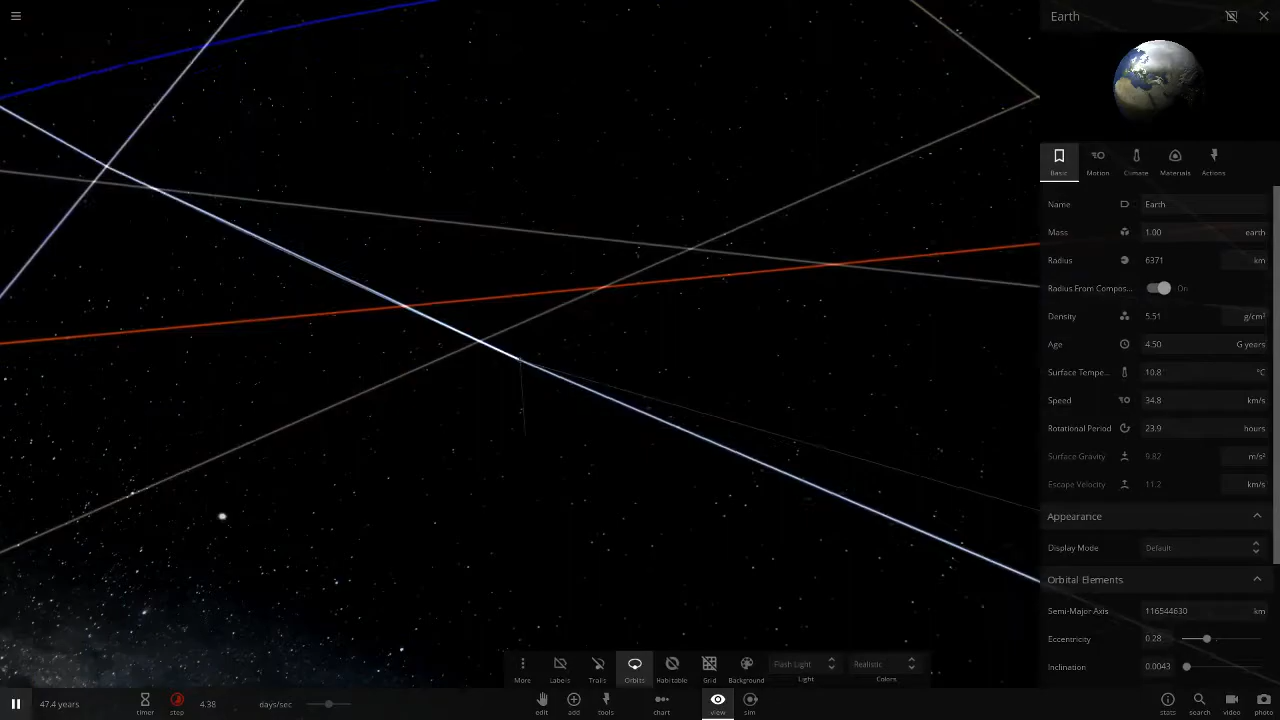 Earth
Basic
Motion
Climate
Materials
Actions
Name Earth
Mass 1.00 earth
Radius 6371 km
Radius From Compos... On
Density 5.51 g/cm³
Age 4.50 G years
Surface Tempe... 10.8 °C
Speed 34.8 km/s
Rotational Period 23.9 hours
Surface Gravity 9.82 m/s²
Escape Velocity 11.2 km/s
Appearance
Display Mode Default
Orbital Elements
Semi-Major Axis 116544630 km
Eccentricity 0.28
Inclination 0.0043
More
Labels
Trails
Orbits
Habitable
Grid
Background
Flash Light
Light
Realistic
Colors
47.4 years
timer
step
4.38 days/sec
edit
add
tools
chart
view
sim
stats
search
video
photo